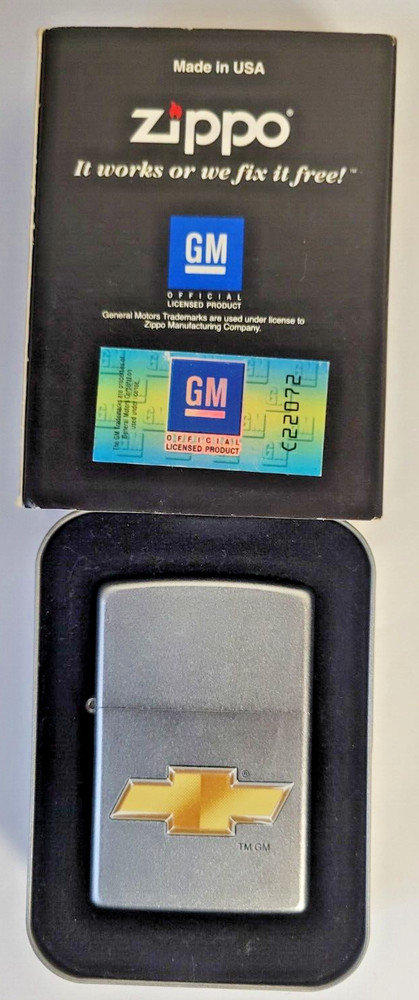 Made in USA
zippo®
It works or we fix it free!™
GM
OFFICIAL
LICENSED PRODUCT
General Motors Trademarks are used under license to
Zippo Manufacturing Company.
GM
OFFICIAL
LICENSED PRODUCT
C22072
®
TM GM